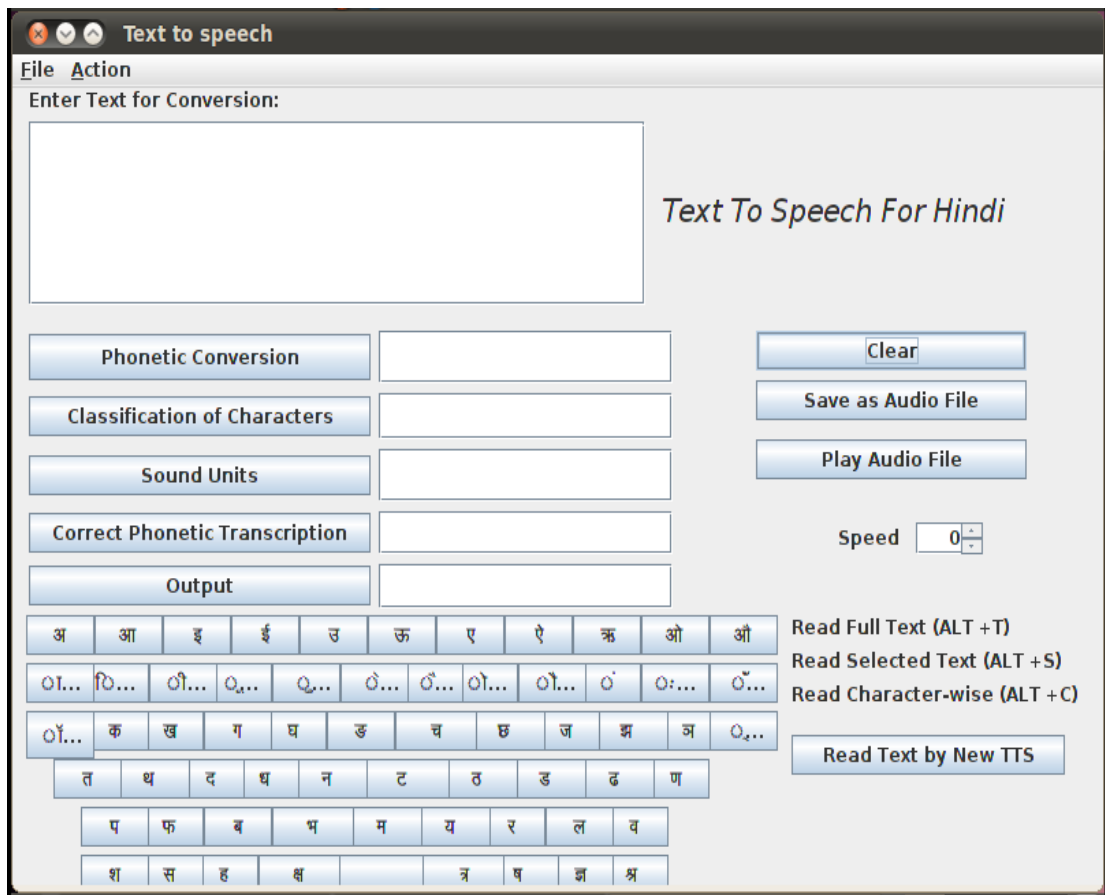 Text to speech
File Action
Enter Text for Conversion:
Text To Speech For Hindi
Phonetic Conversion
Clear
Classification of Characters
Save as Audio File
Sound Units
Play Audio File
Correct Phonetic Transcription
Speed 0
Output
अ आ इ ई उ ऊ ए ऐ ऋ ओ औ
Read Full Text (ALT +T)
ा... ि... ी... ू... ु... े... ै... ो... ौ... ं ः... ँ...
Read Selected Text (ALT +S)
Read Character-wise (ALT +C)
ॉ... क ख ग घ ङ च छ ज झ ञ ृ...
Read Text by New TTS
त थ द ध न ट ठ ड ढ ण
प फ ब भ म य र ल व
श स ह क्ष त्र ष ज्ञ श्र